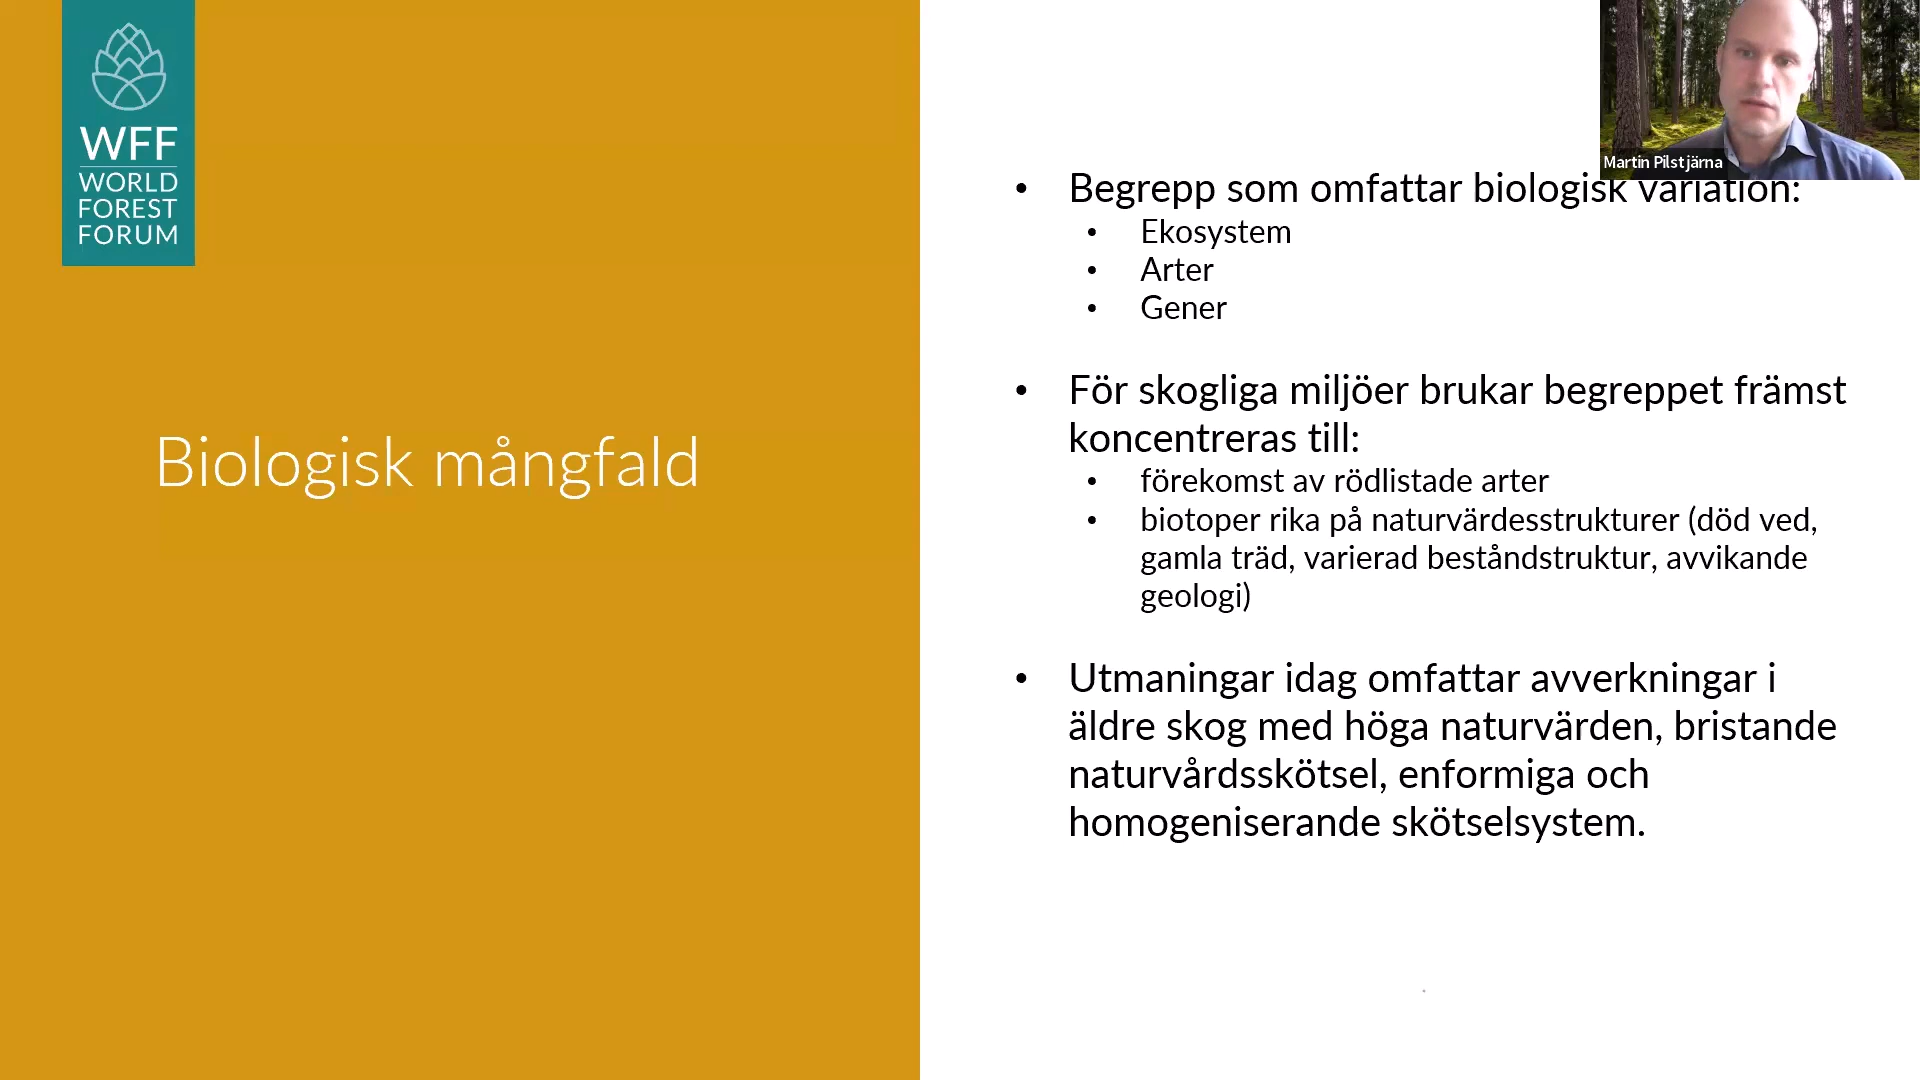 WFF
WORLD
FOREST
FORUM
Biologisk mångfald
Martin Pilstjärna
• Begrepp som omfattar biologisk variation:
• Ekosystem
• Arter
• Gener
• För skogliga miljöer brukar begreppet främst
koncentreras till:
• förekomst av rödlistade arter
• biotoper rika på naturvärdesstrukturer (död ved,
gamla träd, varierad beståndstruktur, avvikande
geologi)
• Utmaningar idag omfattar avverkningar i
äldre skog med höga naturvärden, bristande
naturvårdsskötsel, enformiga och
homogeniserande skötselsystem.